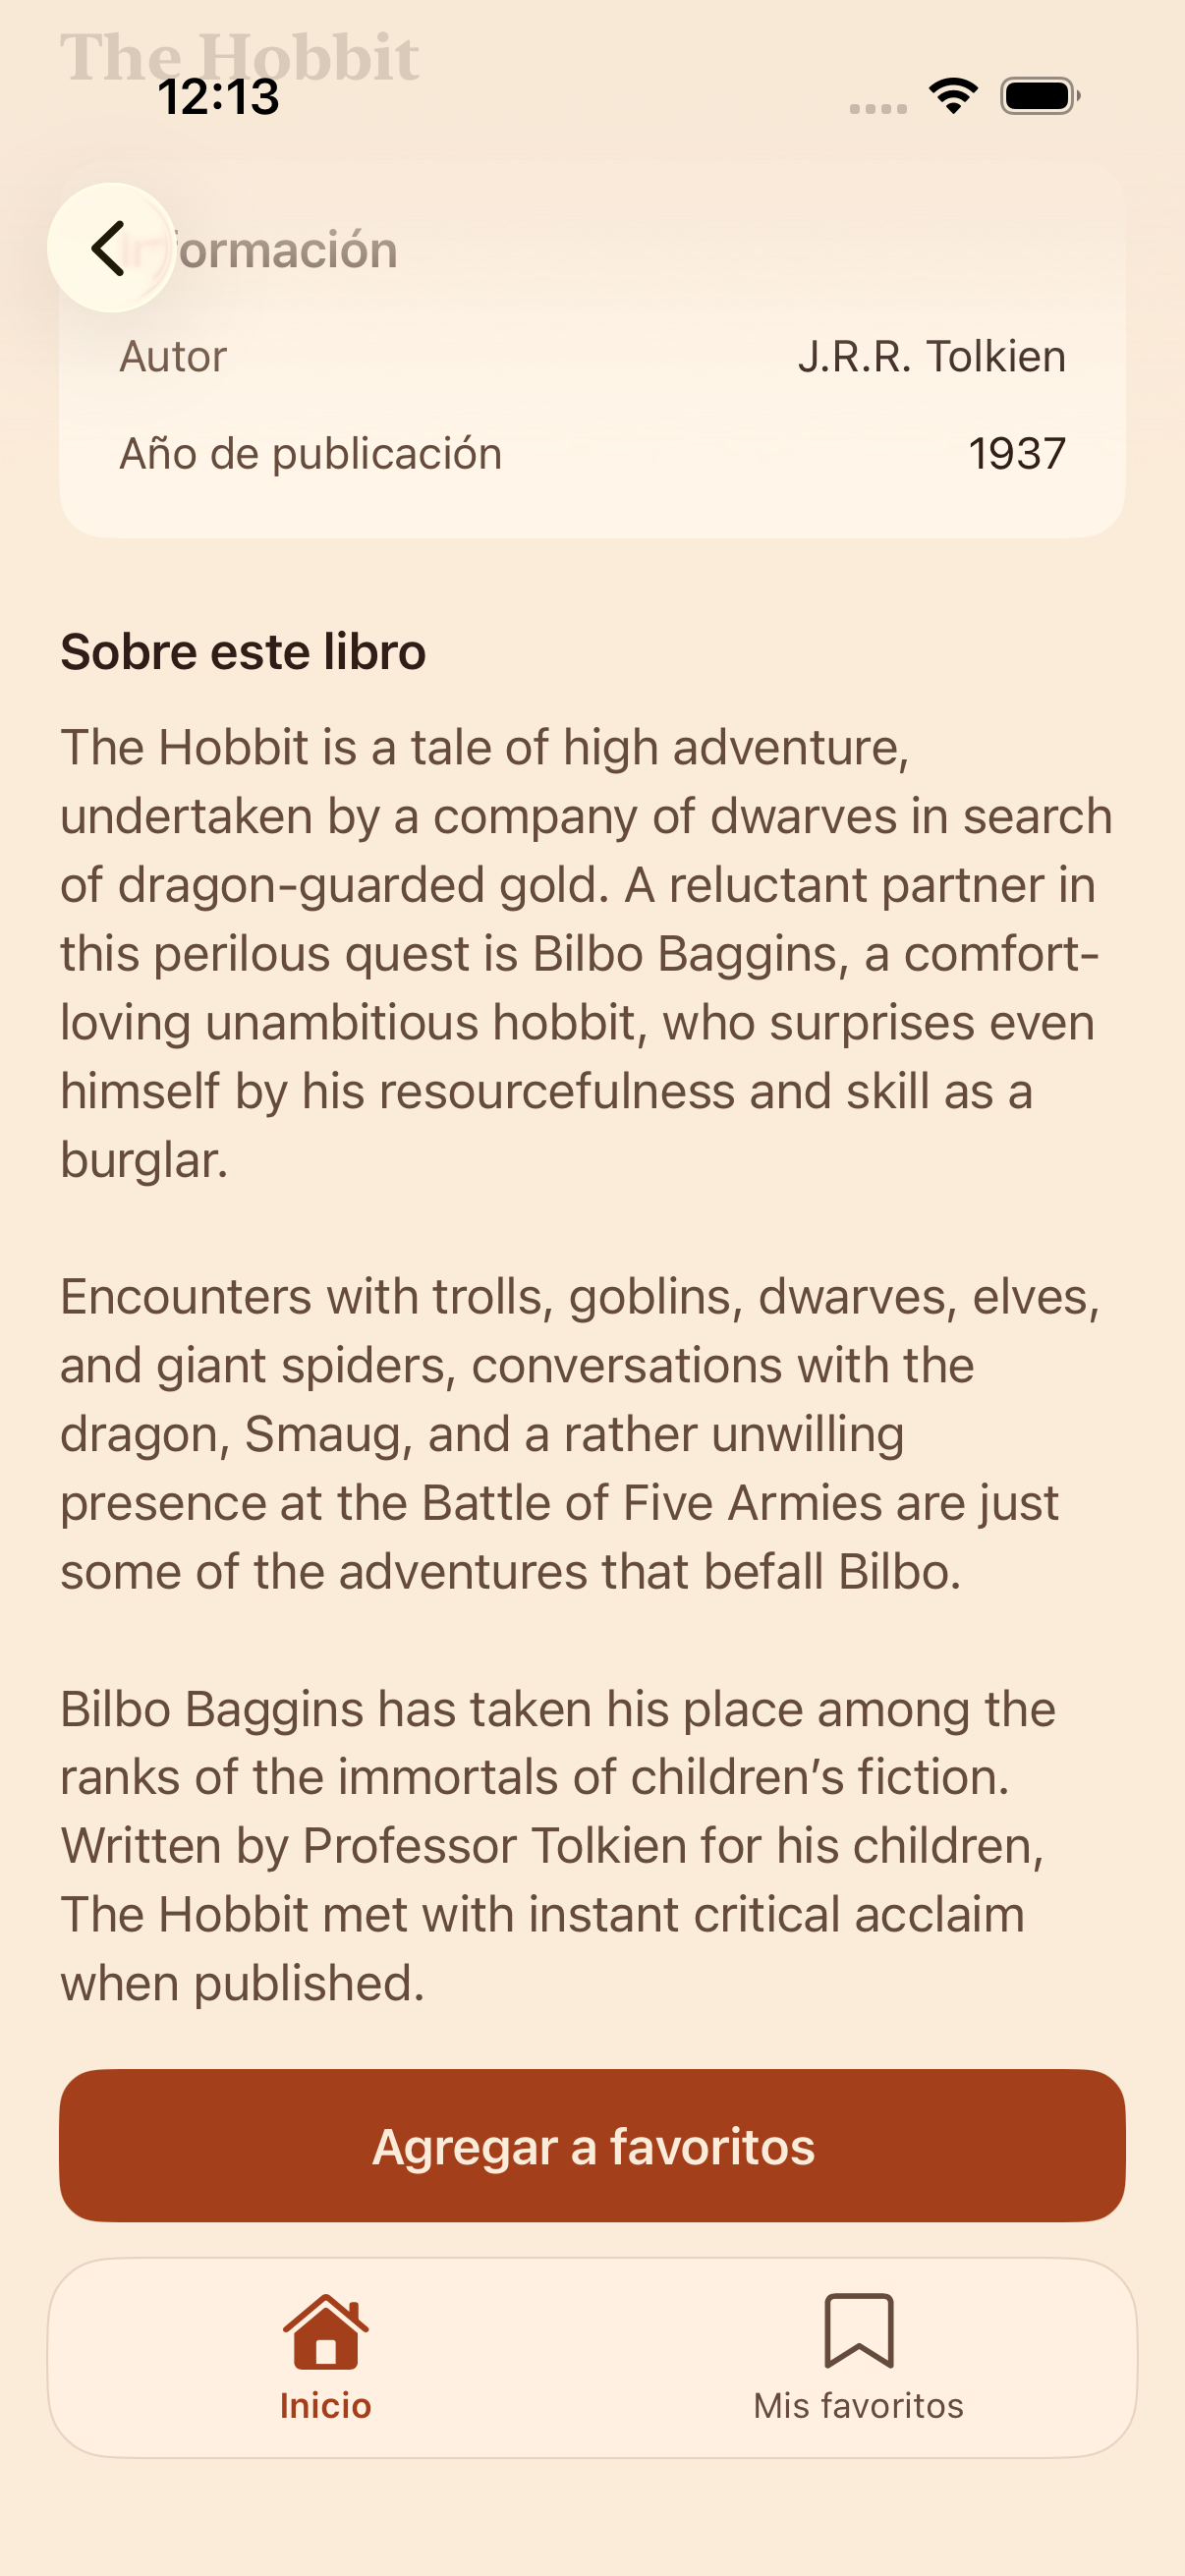 The Hobbit
12:13
Información
Autor
J.R.R. Tolkien
Año de publicación
1937
Sobre este libro
The Hobbit is a tale of high adventure,
undertaken by a company of dwarves in search
of dragon-guarded gold. A reluctant partner in
this perilous quest is Bilbo Baggins, a comfort-
loving unambitious hobbit, who surprises even
himself by his resourcefulness and skill as a
burglar.
Encounters with trolls, goblins, dwarves, elves,
and giant spiders, conversations with the
dragon, Smaug, and a rather unwilling
presence at the Battle of Five Armies are just
some of the adventures that befall Bilbo.
Bilbo Baggins has taken his place among the
ranks of the immortals of children’s fiction.
Written by Professor Tolkien for his children,
The Hobbit met with instant critical acclaim
when published.
Agregar a favoritos
Inicio
Mis favoritos